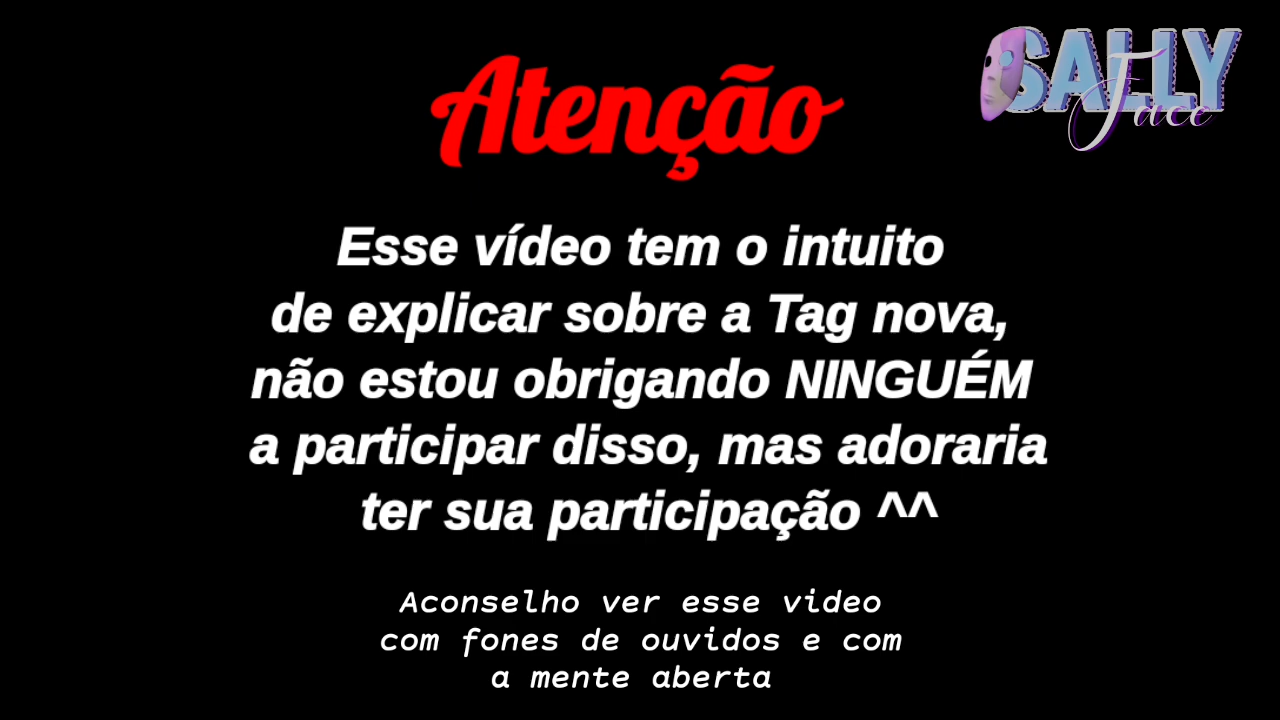 SALLY
Face
Atenção
Esse vídeo tem o intuito
de explicar sobre a Tag nova,
não estou obrigando NINGUÉM
a participar disso, mas adoraria
ter sua participação ^^
Aconselho ver esse video
com fones de ouvidos e com
a mente aberta